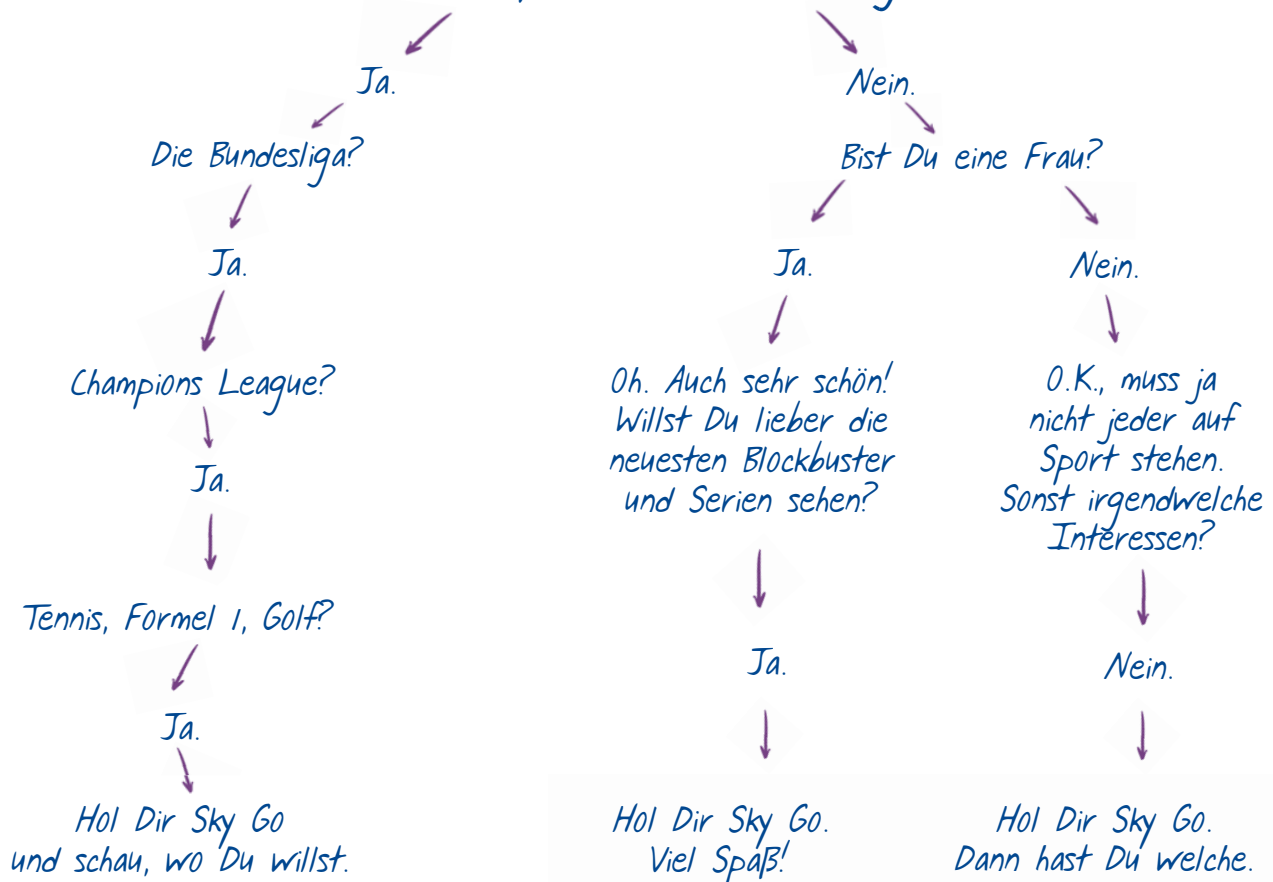 Ja.
Die Bundesliga?
Ja.
Champions League?
Ja.
Tennis, Formel 1, Golf?
Ja.
Hol Dir Sky Go
und schau, wo Du willst.
Nein.
Bist Du eine Frau?
Ja.
Oh. Auch sehr schön!
Willst Du lieber die
neuesten Blockbuster
und Serien sehen?
Ja.
Hol Dir Sky Go.
Viel Spaß!
Nein.
O.K., muss ja
nicht jeder auf
Sport stehen.
Sonst irgendwelche
Interessen?
Nein.
Hol Dir Sky Go.
Dann hast Du welche.